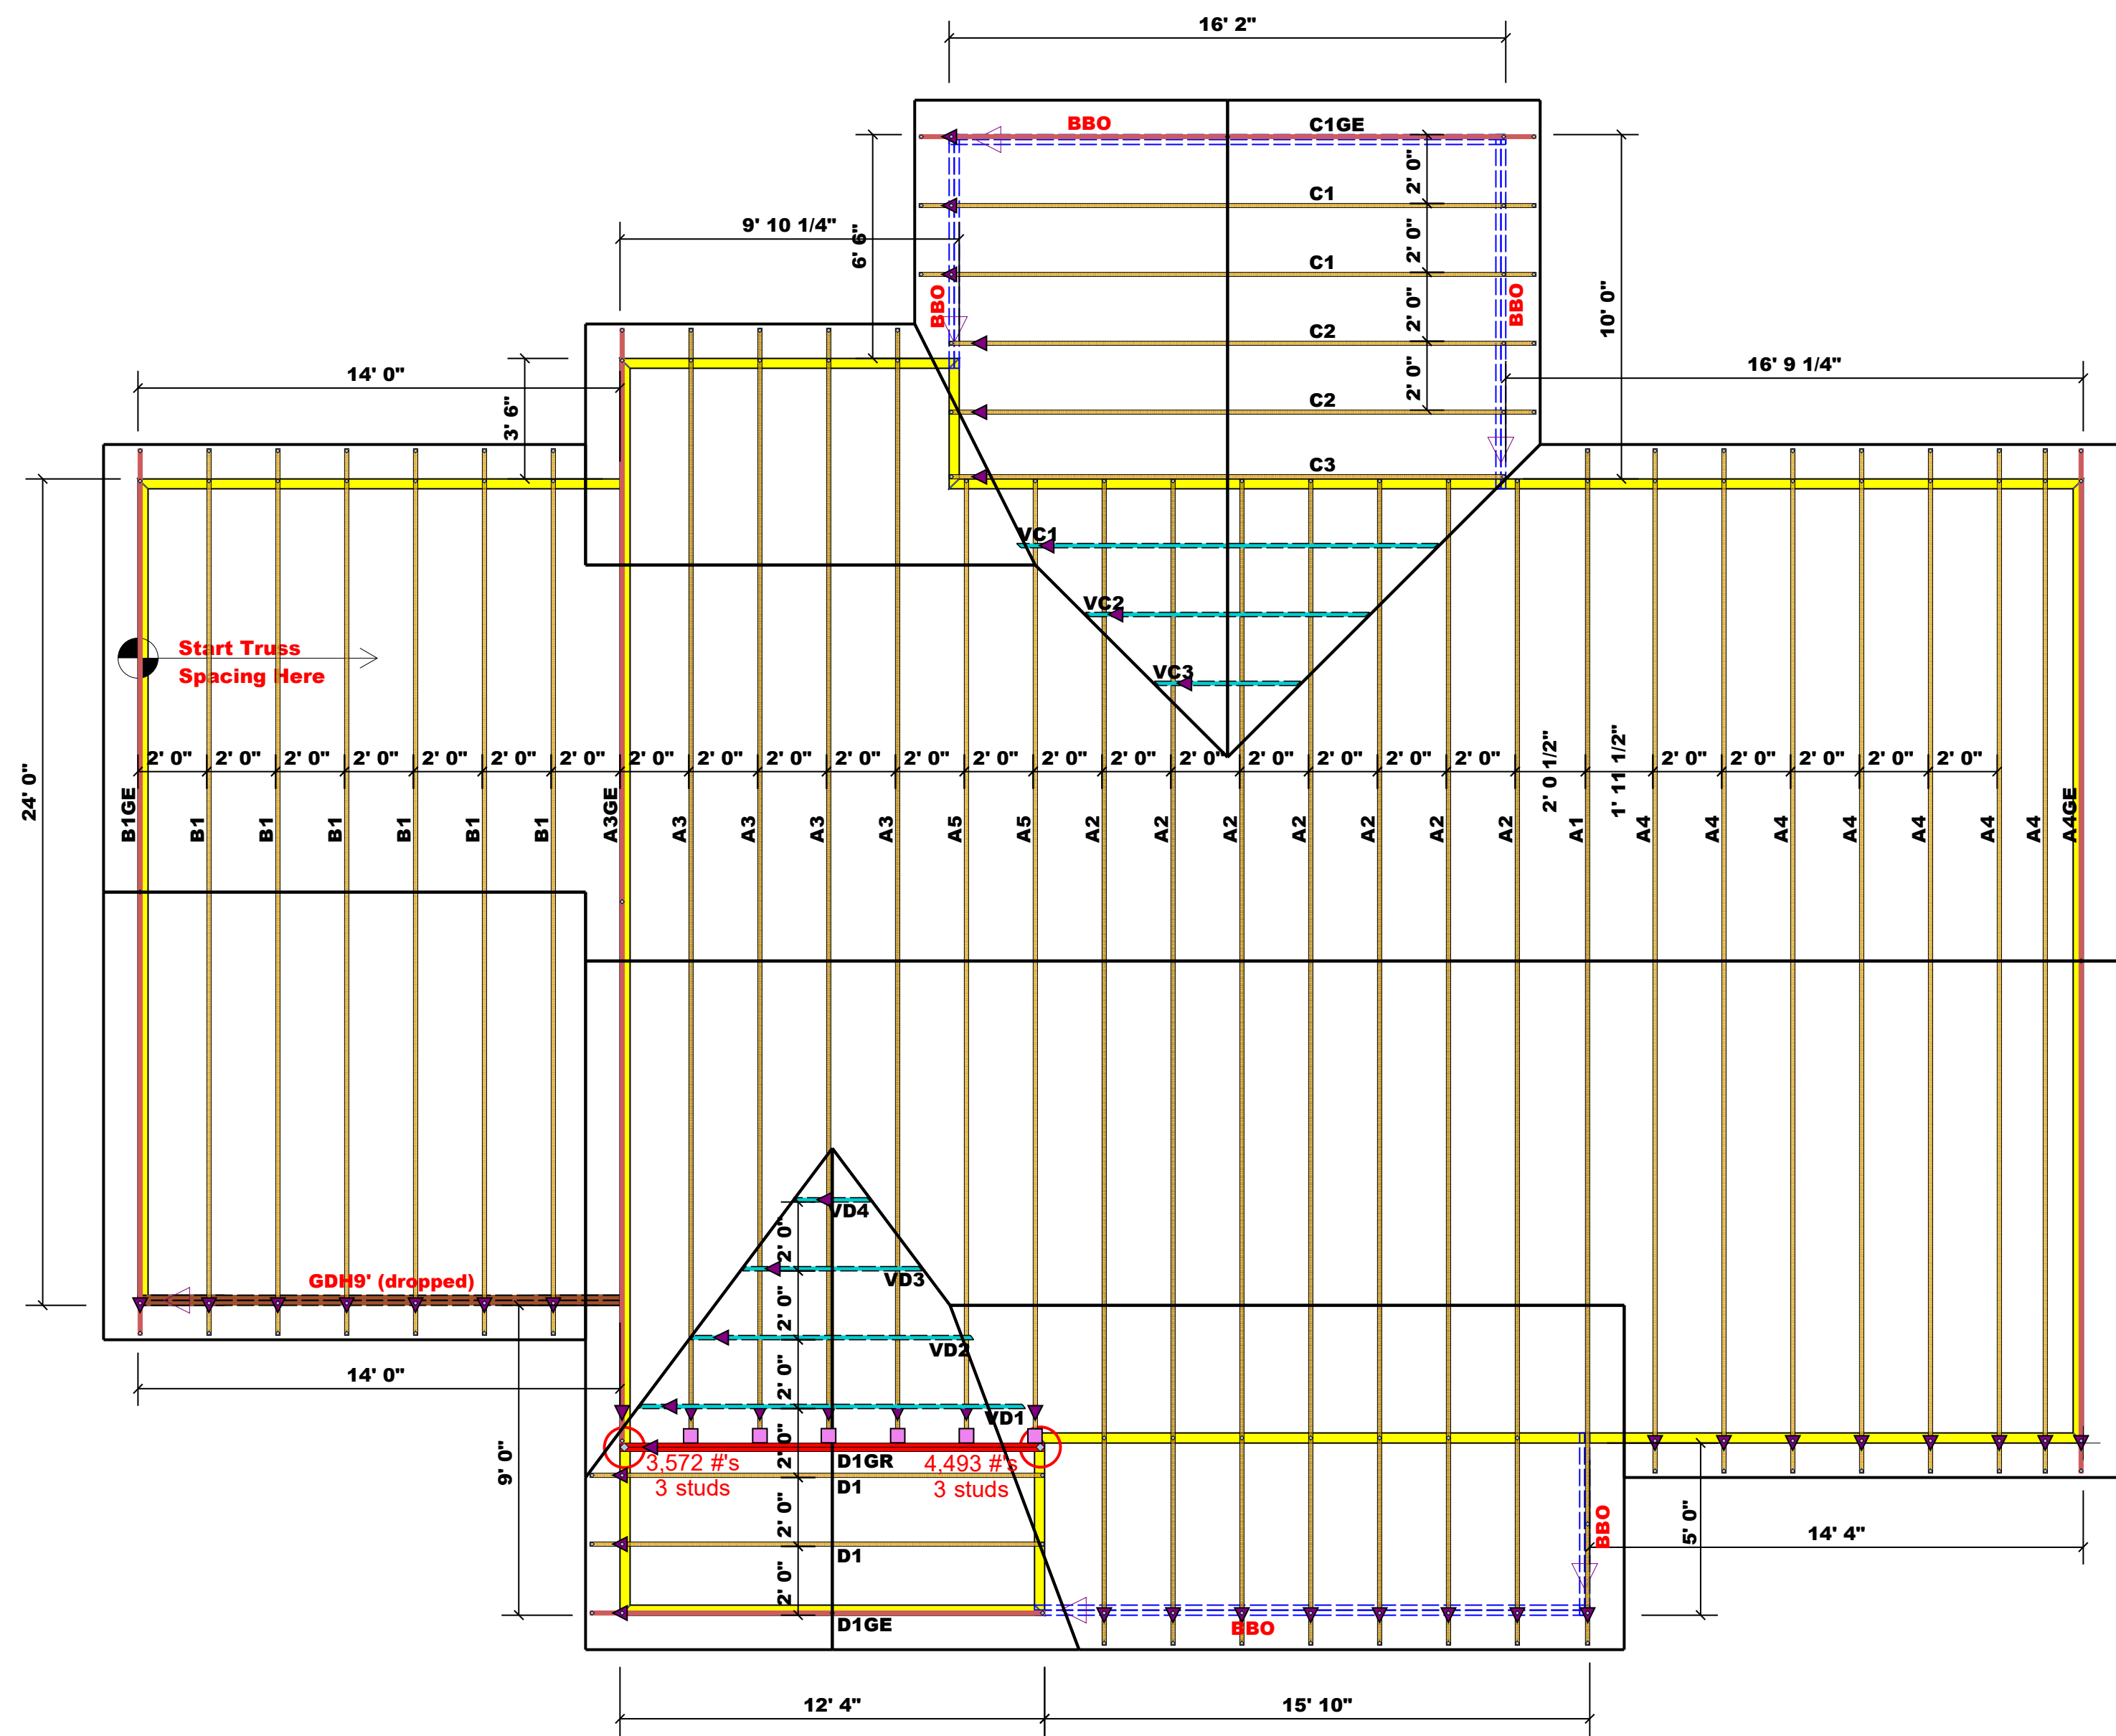 16' 2"
BBO
C1GE
2' 0"
C1
9' 10 1/4"
6' 6"
2' 0"
C1
BBO
BBO
10' 0"
2' 0"
C2
14' 0"
16' 9 1/4"
3' 6"
2' 0"
C2
C3
VC1
VC2
Start Truss
Spacing Here
VC3
24' 0"
2' 0" 2' 0" 2' 0" 2' 0" 2' 0" 2' 0" 2' 0" 2' 0" 2' 0" 2' 0" 2' 0" 2' 0" 2' 0" 2' 0" 2' 0" 2' 0" 2' 0" 2' 0" 2' 0" 2' 0" 2' 0 1/2" 1' 11 1/2" 2' 0" 2' 0" 2' 0" 2' 0" 2' 0"
B1GE B1 B1 B1 B1 B1 B1 A3GE A3 A3 A3 A3 A5 A5 A2 A2 A2 A2 A2 A2 A2 A1 A4 A4 A4 A4 A4 A4 A4 A4GE
VD4
2' 0"
GDH9' (dropped)
VD3
2' 0"
VD2
14' 0"
2' 0"
VD1
9' 0"
2' 0"
D1GR
3,572 #'s
3 studs
4,493 #'s
3 studs
D1
2' 0"
BBO
5' 0"
14' 4"
D1
2' 0"
D1GE
BBO
12' 4"
15' 10"